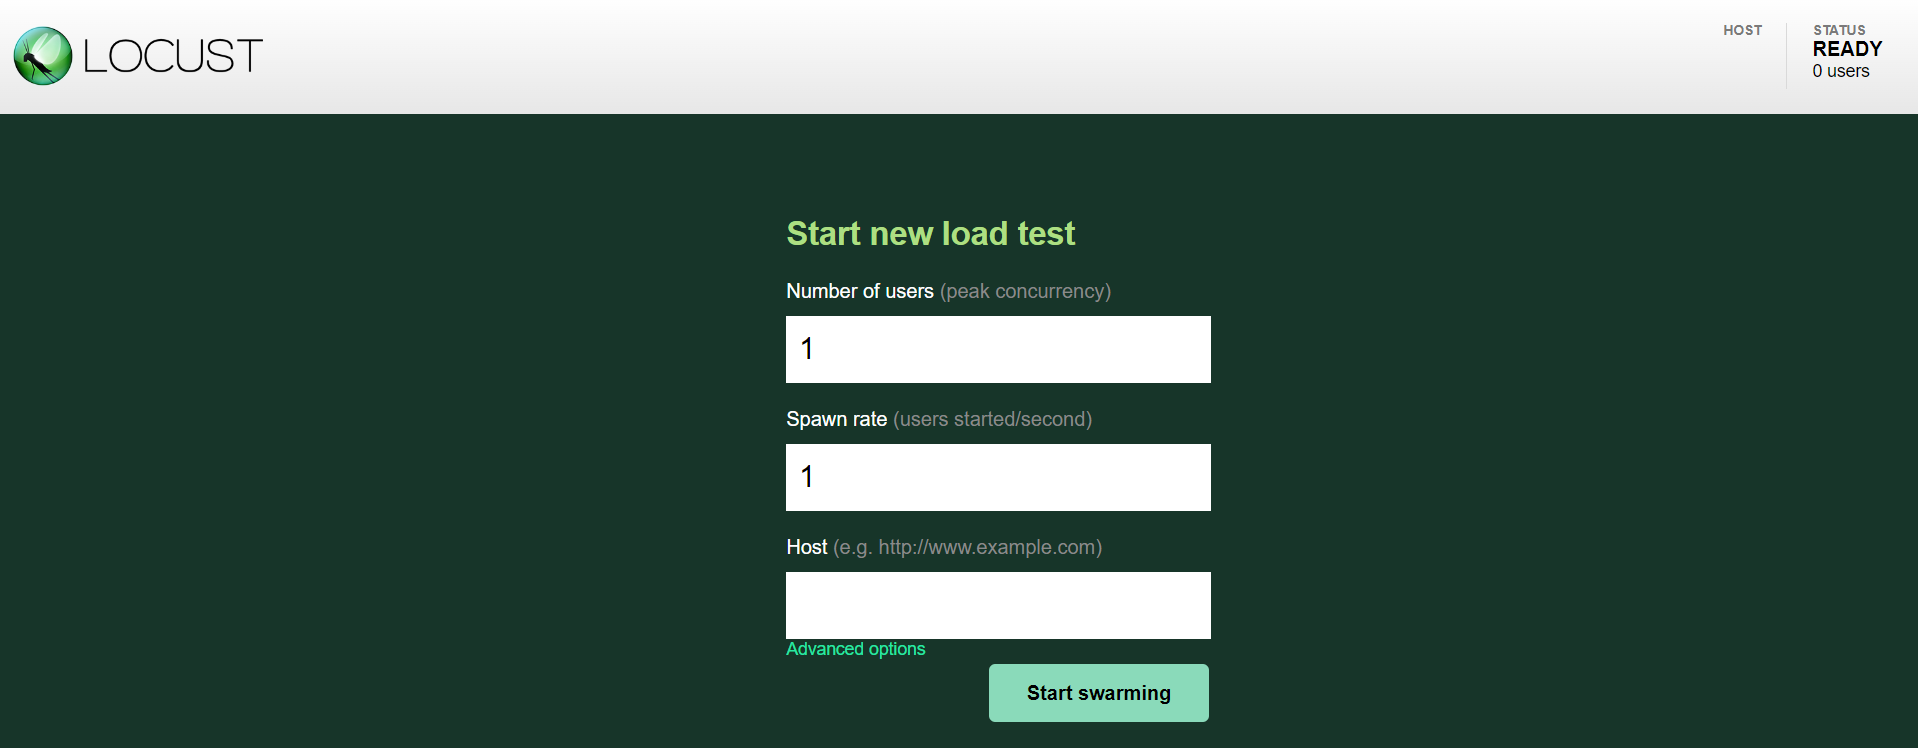 LOCUST
HOST
STATUS
READY
0 users
Start new load test
Number of users (peak concurrency)
1
Spawn rate (users started/second)
1
Host (e.g. http://www.example.com)
Advanced options
Start swarming